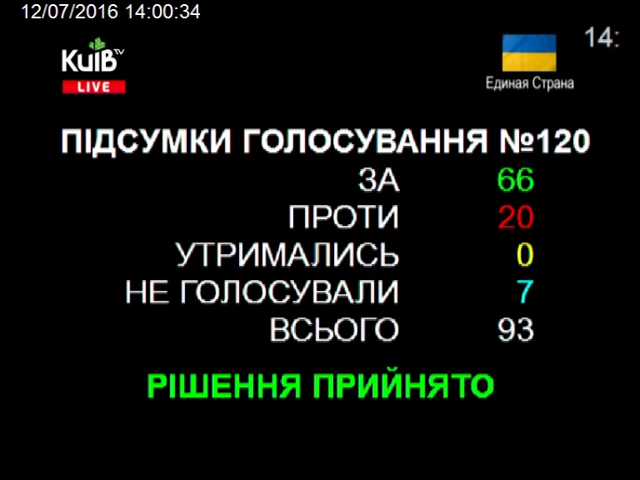 12/07/2016 14:00:34
КиїВ TV
LIVE
14:
Единая Страна
ПІДСУМКИ ГОЛОСУВАННЯ №120
ЗА 66
ПРОТИ 20
УТРИМАЛИСЬ 0
НЕ ГОЛОСУВАЛИ 7
ВСЬОГО 93
РІШЕННЯ ПРИЙНЯТО